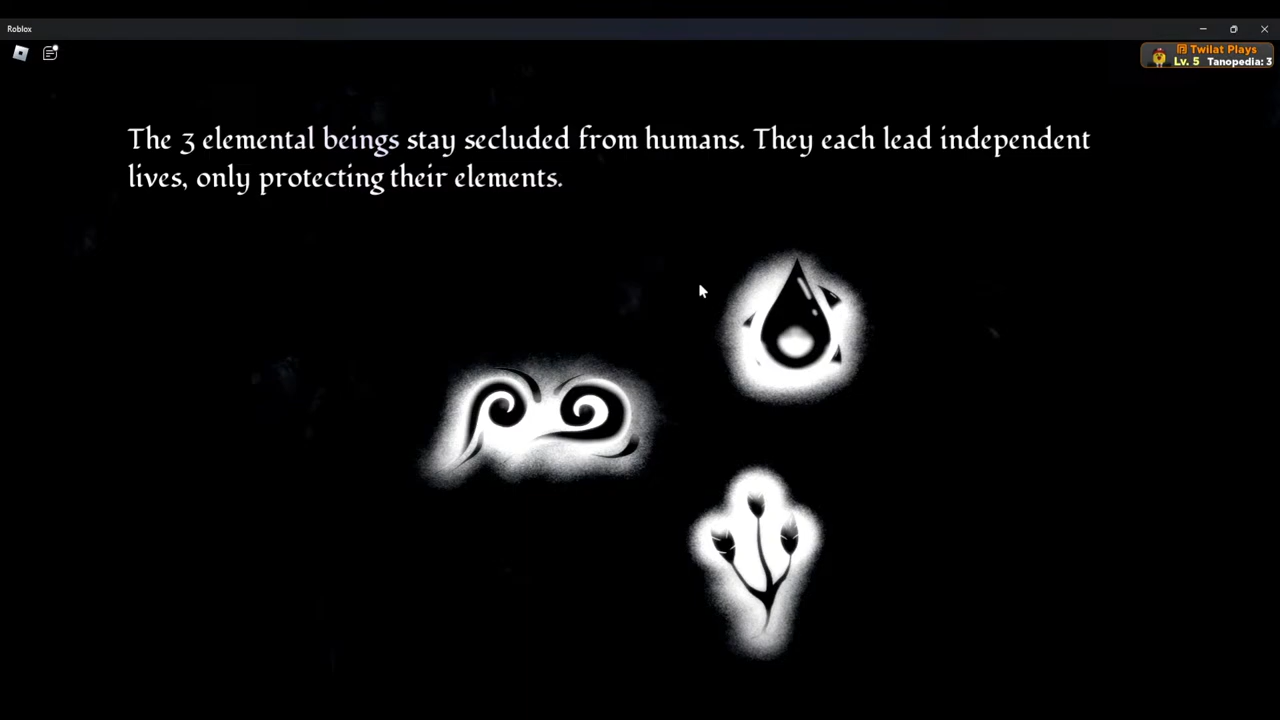 Roblox
Twilat Plays
Lv. 5 Tanopedia: 3
The 3 elemental beings stay secluded from humans. They each lead independent
lives, only protecting their elements.